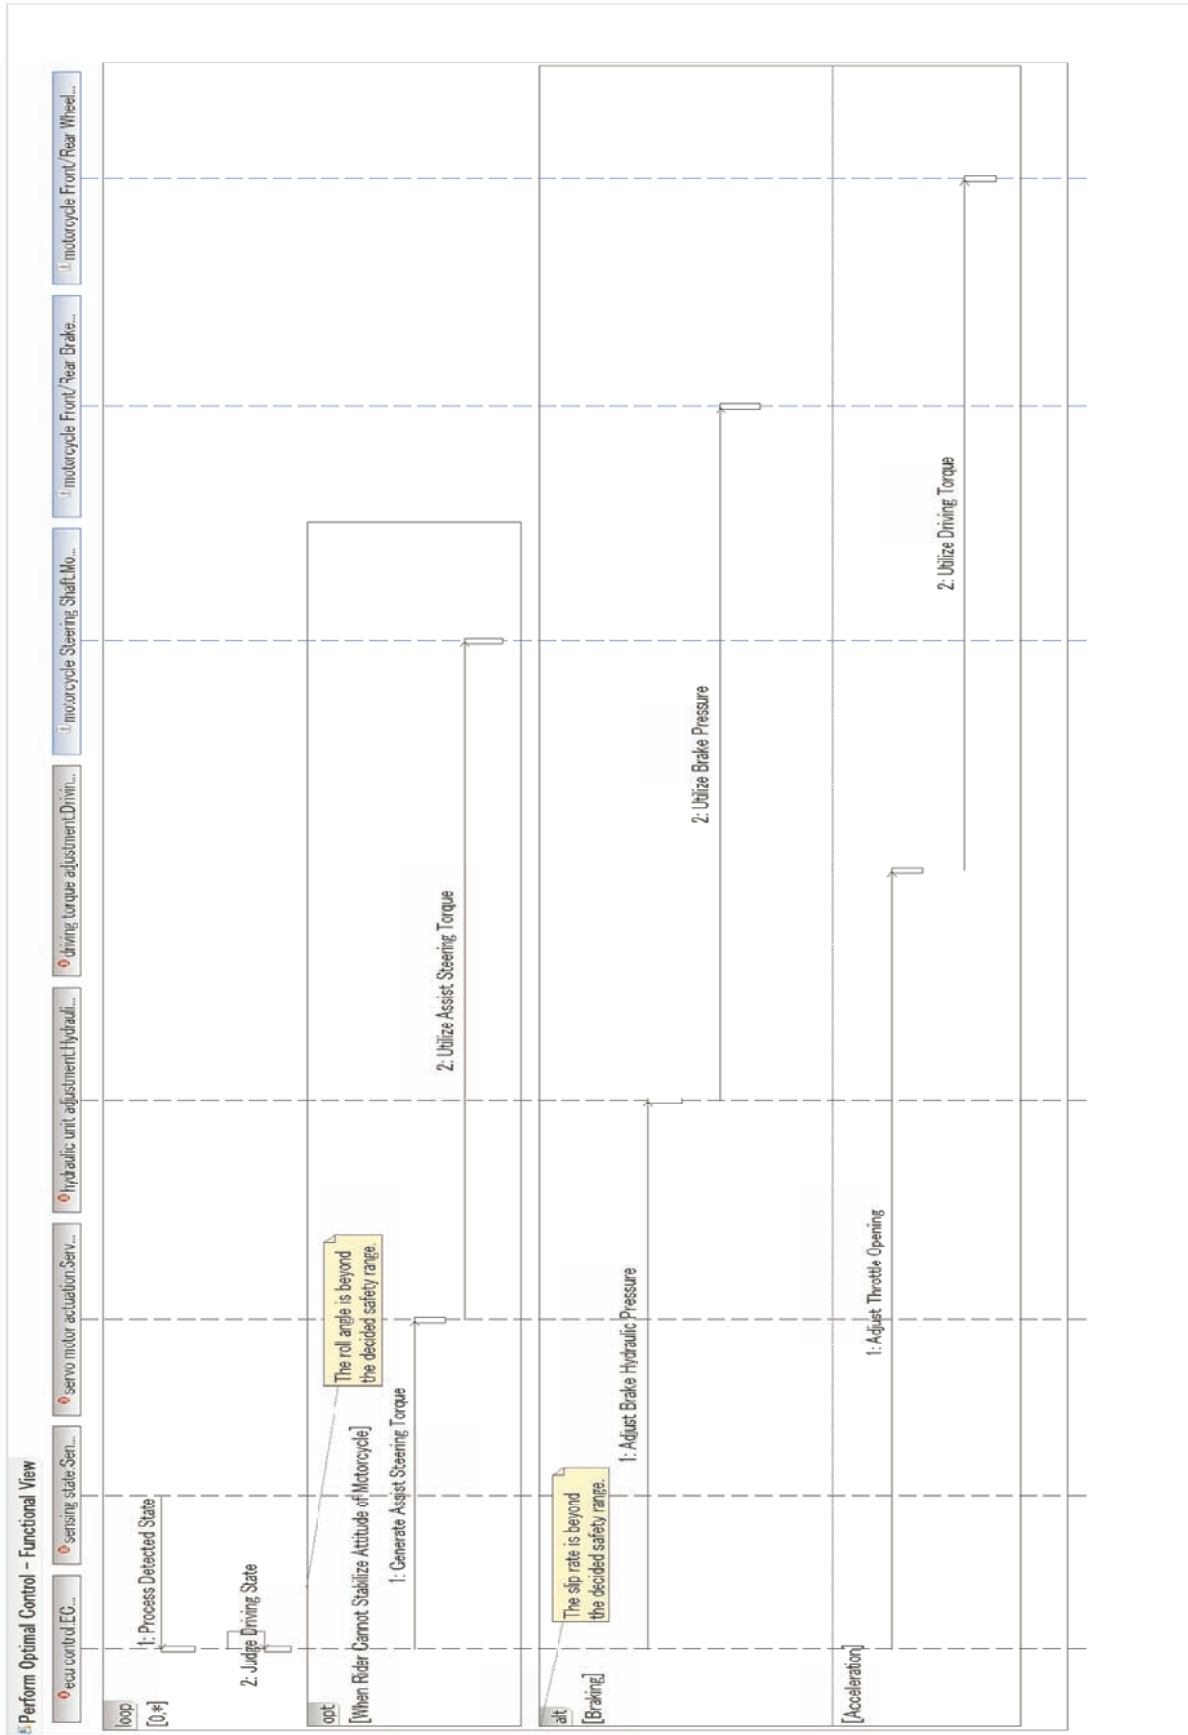 Perform Optimal Control - Functional View
ecu control:EC...
sensing state:Sen...
servo motor actuation:Serv...
hydraulic unit adjustment:Hydrauli...
driving torque adjustment:Drivin...
motorcycle Steering Shaft:Mo...
motorcycle Front/Rear Brake...
motorcycle Front/Rear Wheel...
loop
[0,*]
1: Process Detected State
2: Judge Driving State
opt
[When Rider Cannot Stabilize Attitude of Motorcycle]
The roll angle is beyond
the decided safety range.
1: Generate Assist Steering Torque
2: Utilize Assist Steering Torque
alt
[Braking]
The slip rate is beyond
the decided safety range.
1: Adjust Brake Hydraulic Pressure
2: Utilize Brake Pressure
[Acceleration]
1: Adjust Throttle Opening
2: Utilize Driving Torque